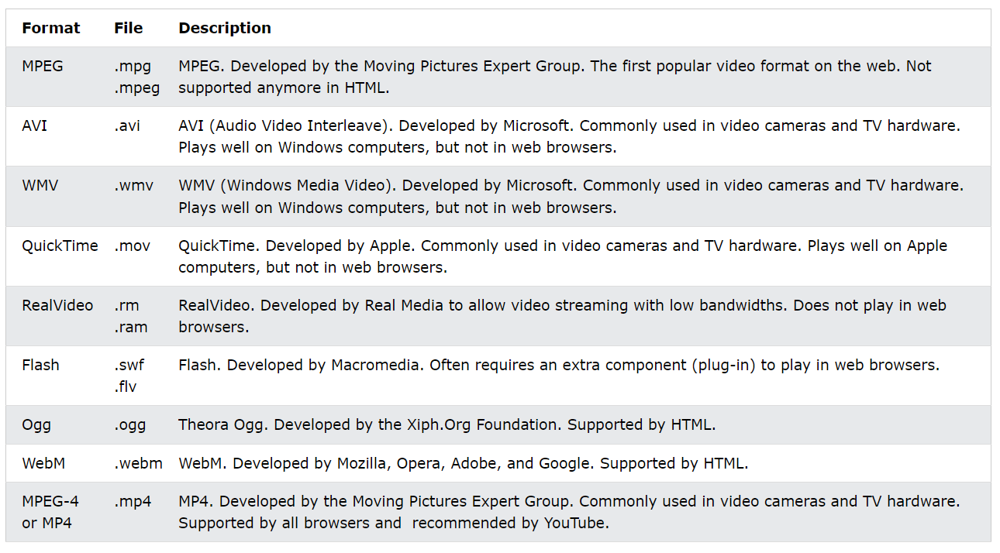 Format File Description
MPEG .mpg MPEG. Developed by the Moving Pictures Expert Group. The first popular video format on the web. Not
.mpeg supported anymore in HTML.
AVI .avi AVI (Audio Video Interleave). Developed by Microsoft. Commonly used in video cameras and TV hardware.
Plays well on Windows computers, but not in web browsers.
WMV .wmv WMV (Windows Media Video). Developed by Microsoft. Commonly used in video cameras and TV hardware.
Plays well on Windows computers, but not in web browsers.
QuickTime .mov QuickTime. Developed by Apple. Commonly used in video cameras and TV hardware. Plays well on Apple
computers, but not in web browsers.
RealVideo .rm RealVideo. Developed by Real Media to allow video streaming with low bandwidths. Does not play in web
.ram browsers.
Flash .swf Flash. Developed by Macromedia. Often requires an extra component (plug-in) to play in web browsers.
.flv
Ogg .ogg Theora Ogg. Developed by the Xiph.Org Foundation. Supported by HTML.
WebM .webm WebM. Developed by Mozilla, Opera, Adobe, and Google. Supported by HTML.
MPEG-4 .mp4 MP4. Developed by the Moving Pictures Expert Group. Commonly used in video cameras and TV hardware.
or MP4 Supported by all browsers and  recommended by YouTube.